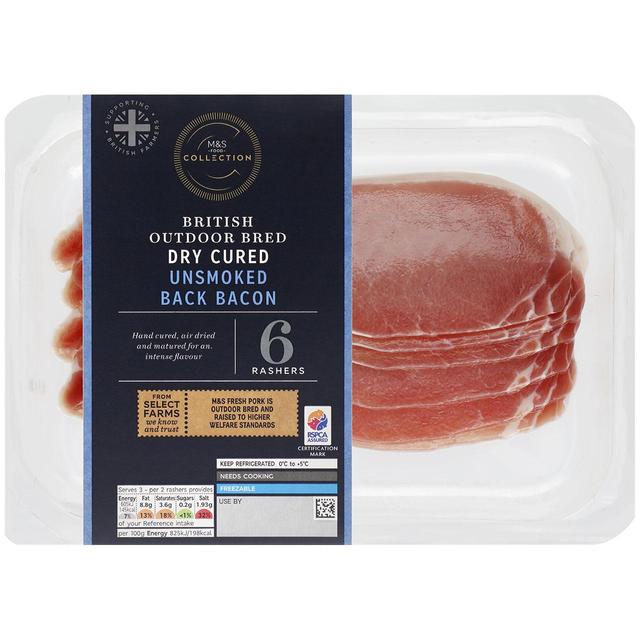 SUPPORTING
BRITISH FARMERS
M&S
FOOD
COLLECTION
BRITISH
OUTDOOR BRED
DRY CURED
UNSMOKED
BACK BACON
Hand cured, air dried
and matured for an
intense flavour
6
RASHERS
FROM
SELECT
FARMS
we know
and trust
M&S FRESH PORK IS
OUTDOOR BRED AND
RAISED TO HIGHER
WELFARE STANDARDS
RSPCA
ASSURED
CERTIFICATION
MARK
KEEP REFRIGERATED 0°C to +5°C
NEEDS COOKING
FREEZABLE
USE BY
Serves 3 - per 2 rashers provides
Energy Fat Saturates Sugars Salt
605kJ 8.8g 3.6g 0.2g 1.93g
145kcal
7% 13% 18% <1% 32%
of your Reference intake
per 100g Energy 825kJ/198kcal